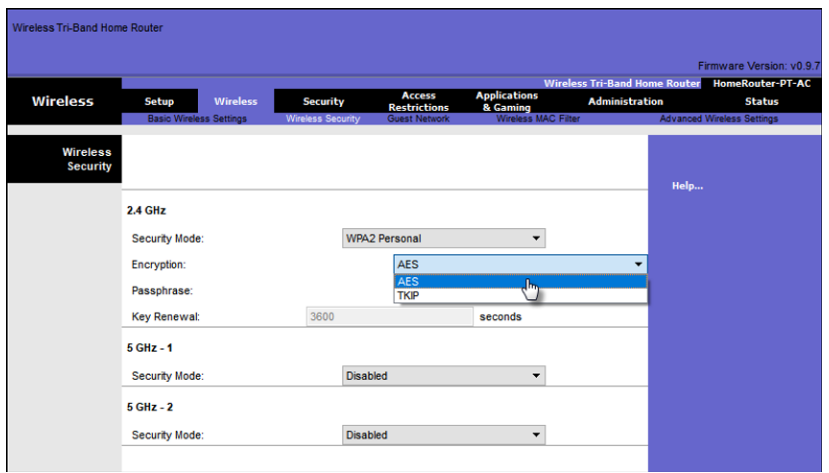 Wireless Tri-Band Home Router
Firmware Version: v0.9.7
Wireless Tri-Band Home Router HomeRouter-PT-AC
Wireless
Setup Wireless Security Access Restrictions Applications & Gaming Administration Status
Basic Wireless Settings Wireless Security Guest Network Wireless MAC Filter Advanced Wireless Settings
Wireless
Security
Help...
2.4 GHz
Security Mode: WPA2 Personal
Encryption: AES
AES
Passphrase: TKIP
Key Renewal: 3600 seconds
5 GHz - 1
Security Mode: Disabled
5 GHz - 2
Security Mode: Disabled